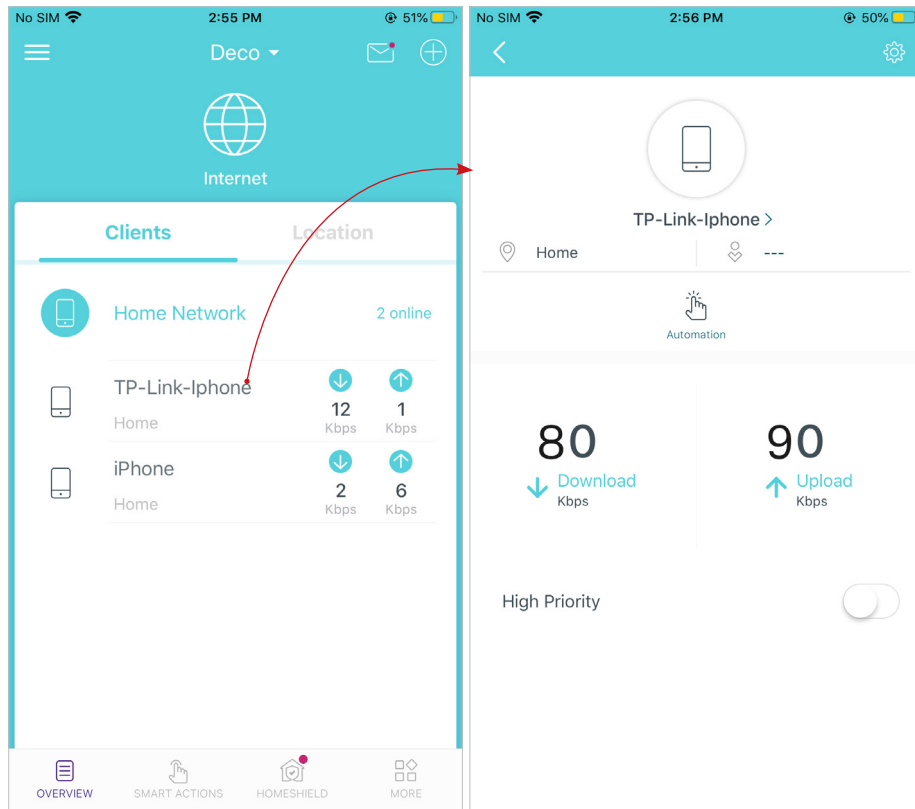 No SIM 2:55 PM 51%
Deco
Internet
Clients Location
Home Network 2 online
TP-Link-Iphone
Home
12 1
Kbps Kbps
iPhone
Home
2 6
Kbps Kbps
OVERVIEW SMART ACTIONS HOMESHIELD MORE
No SIM 2:56 PM 50%
TP-Link-Iphone >
Home ---
Automation
80 90
Download Upload
Kbps Kbps
High Priority